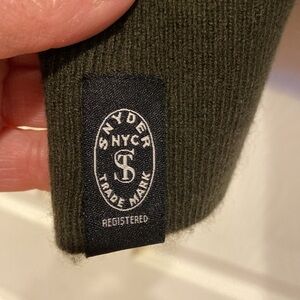 SNYDER
NYC
TS
TRADE MARK
REGISTERED